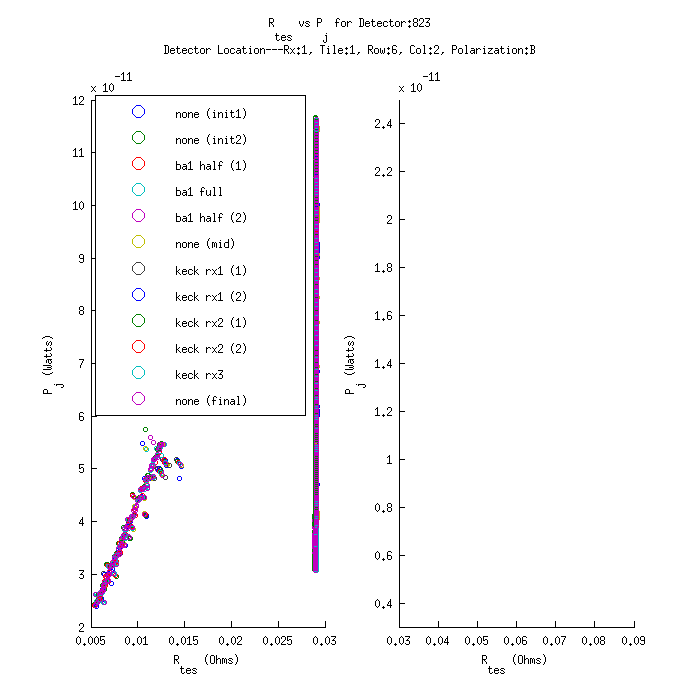 R tes vs P j for Detector:823
Detector Location---Rx:1, Tile:1, Row:6, Col:2, Polarization:B
x 10 -11
x 10 -11
12
11
10
9
8
7
6
5
4
3
2
P j (Watts)
none (init1)
none (init2)
ba1 half (1)
ba1 full
ba1 half (2)
none (mid)
keck rx1 (1)
keck rx1 (2)
keck rx2 (1)
keck rx2 (2)
keck rx3
none (final)
0.005 0.01 0.015 0.02 0.025 0.03
R tes (Ohms)
2.4
2.2
2
1.8
1.6
1.4
1.2
1
0.8
0.6
0.4
P j (Watts)
0.03 0.04 0.05 0.06 0.07 0.08 0.09
R tes (Ohms)